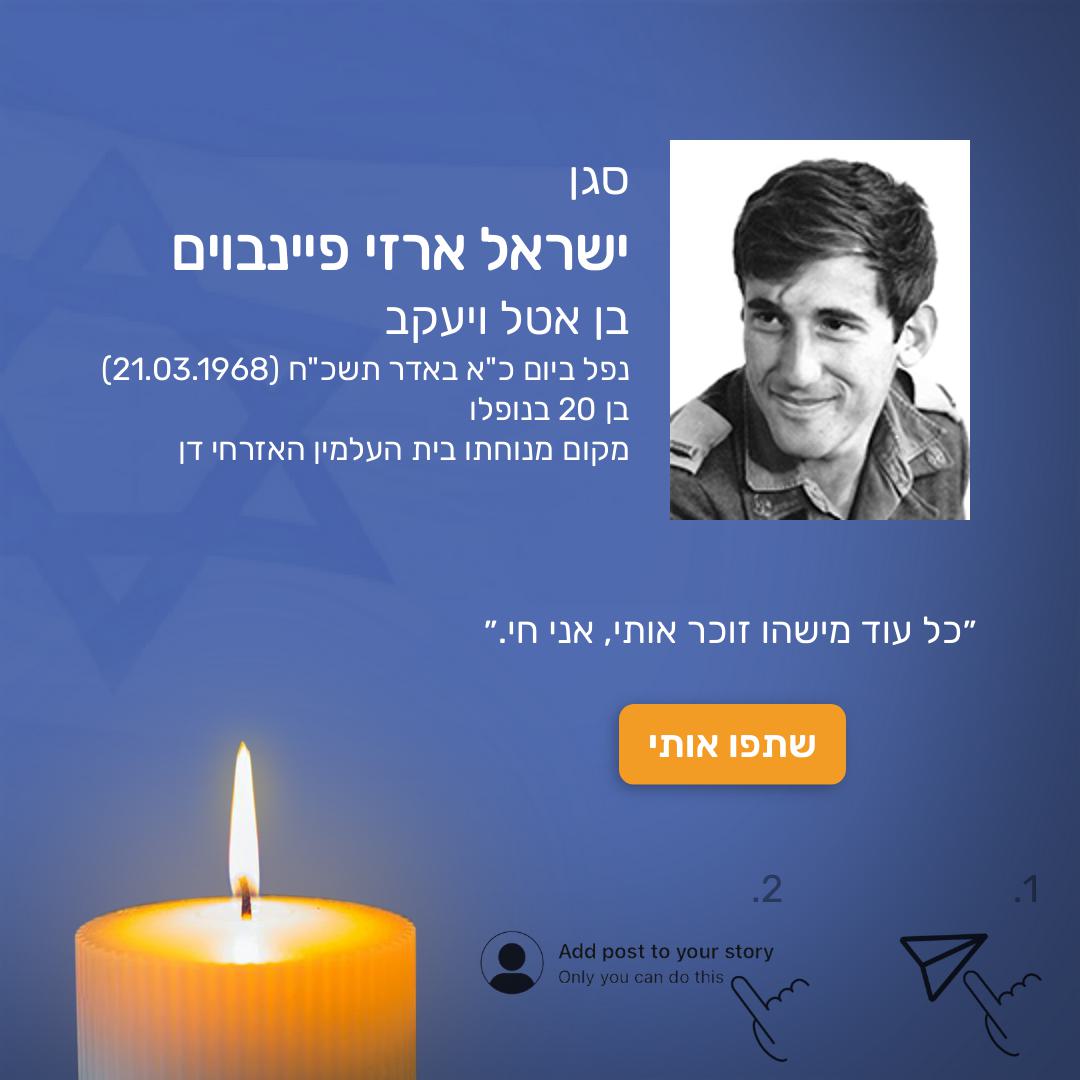 סגן
ישראל ארזי פיינבוים
בן אטל ויעקב
נפל ביום כ"א באדר תשכ"ח (21.03.1968)
בן 20 בנופלו
מקום מנוחתו בית העלמין האזרחי דן
״כל עוד מישהו זוכר אותי, אני חי.״
שתפו אותי
1.
2.
Add post to your story
Only you can do this